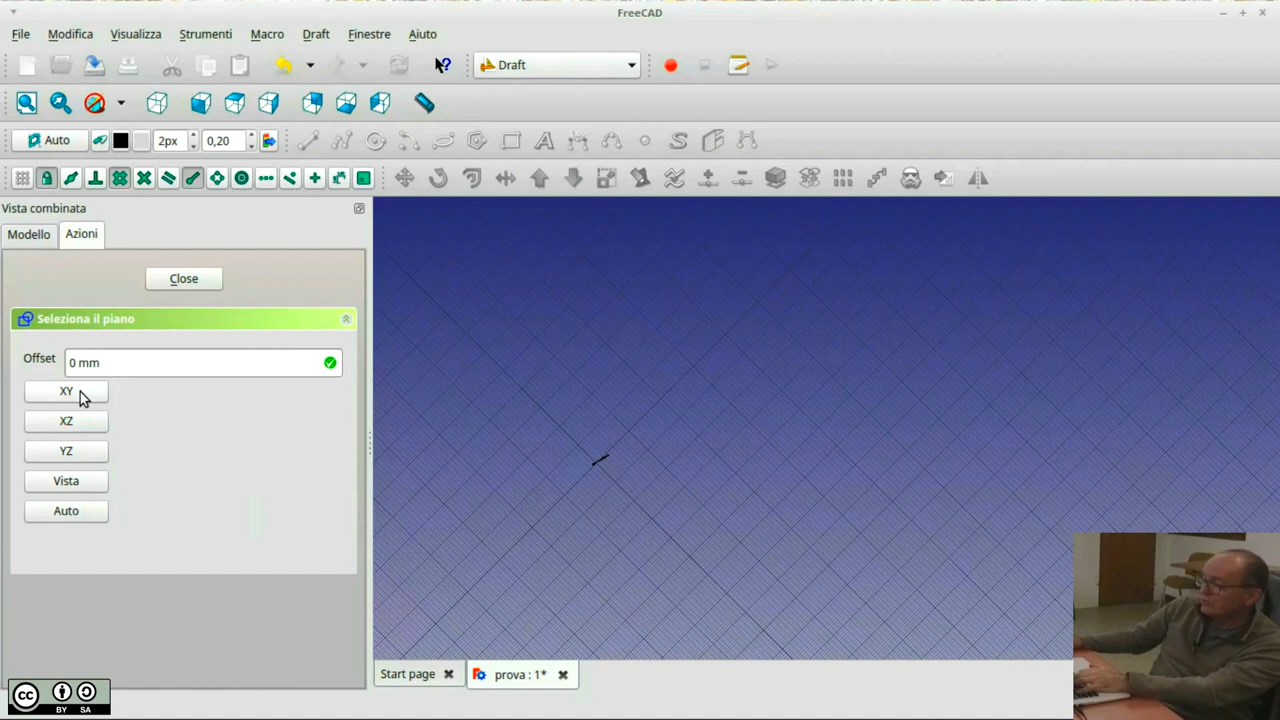 FreeCAD
File Modifica Visualizza Strumenti Macro Draft Finestre Aiuto
Draft
Auto 2px 0,20
Vista combinata
Modello Azioni
Close
Seleziona il piano
Offset 0 mm
XY
XZ
YZ
Vista
Auto
Start page prova : 1*
cc BY SA